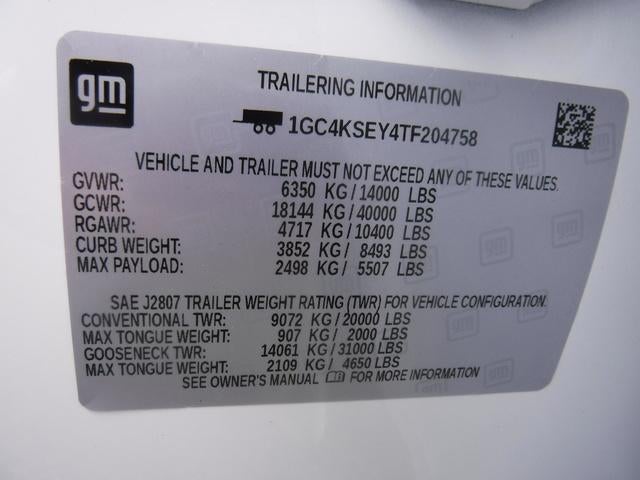 gm
TRAILERING INFORMATION
1GC4KSEY4TF204758
VEHICLE AND TRAILER MUST NOT EXCEED ANY OF THESE VALUES.
GVWR: 6350 KG / 14000 LBS
GCWR: 18144 KG / 40000 LBS
RGAWR: 4717 KG / 10400 LBS
CURB WEIGHT: 3852 KG / 8493 LBS
MAX PAYLOAD: 2498 KG / 5507 LBS
SAE J2807 TRAILER WEIGHT RATING (TWR) FOR VEHICLE CONFIGURATION.
CONVENTIONAL TWR: 9072 KG / 20000 LBS
MAX TONGUE WEIGHT: 907 KG / 2000 LBS
GOOSENECK TWR: 14061 KG / 31000 LBS
MAX TONGUE WEIGHT: 2109 KG / 4650 LBS
SEE OWNER'S MANUAL FOR MORE INFORMATION